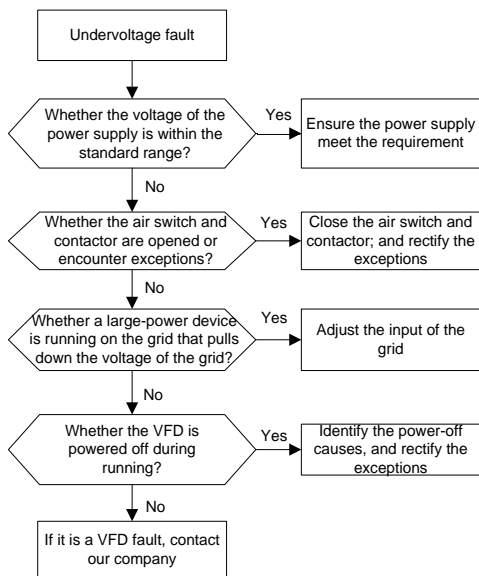 Undervoltage fault
Whether the voltage of the
power supply is within the
standard range?
Yes
Ensure the power supply
meet the requirement
No
Whether the air switch and
contactor are opened or
encounter exceptions?
Yes
Close the air switch and
contactor; and rectify the
exceptions
No
Whether a large-power device
is running on the grid that pulls
down the voltage of the grid?
Yes
Adjust the input of the
grid
No
Whether the VFD is
powered off during
running?
Yes
Identify the power-off
causes, and rectify the
exceptions
No
If it is a VFD fault, contact
our company